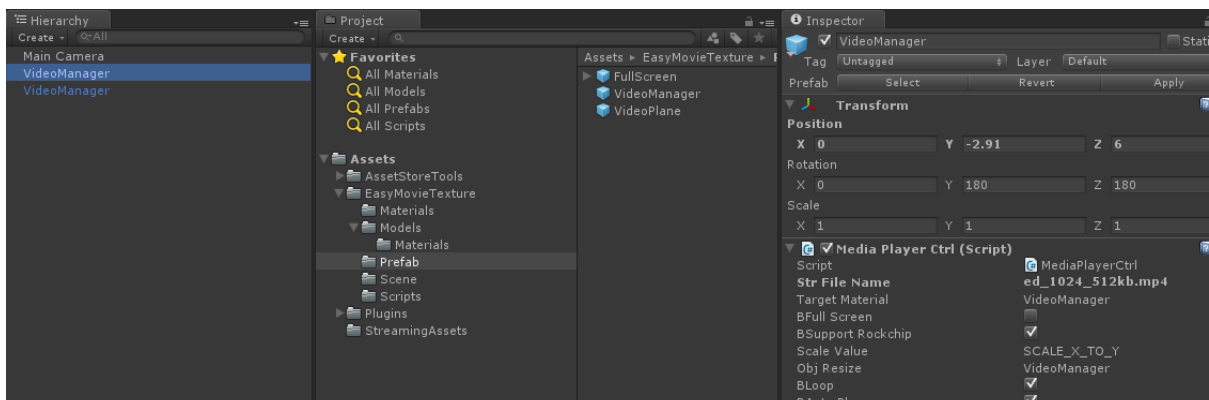 Hierarchy
Create
All
Main Camera
VideoManager
VideoManager
Project
Create
Favorites
All Materials
All Models
All Prefabs
All Scripts
Assets
AssetStoreTools
EasyMovieTexture
Materials
Models
Materials
Prefab
Scene
Scripts
Plugins
StreamingAssets
Assets ▸ EasyMovieTexture ▸
FullScreen
VideoManager
VideoPlane
Inspector
VideoManager Stati
Tag Untagged Layer Default
Prefab Select Revert Apply
Transform
Position
X 0 Y -2.91 Z 6
Rotation
X 0 Y 180 Z 180
Scale
X 1 Y 1 Z 1
Media Player Ctrl (Script)
Script MediaPlayerCtrl
Str File Name ed_1024_512kb.mp4
Target Material VideoManager
BFull Screen
BSupport Rockchip
Scale Value SCALE_X_TO_Y
Obj Resize VideoManager
BLoop